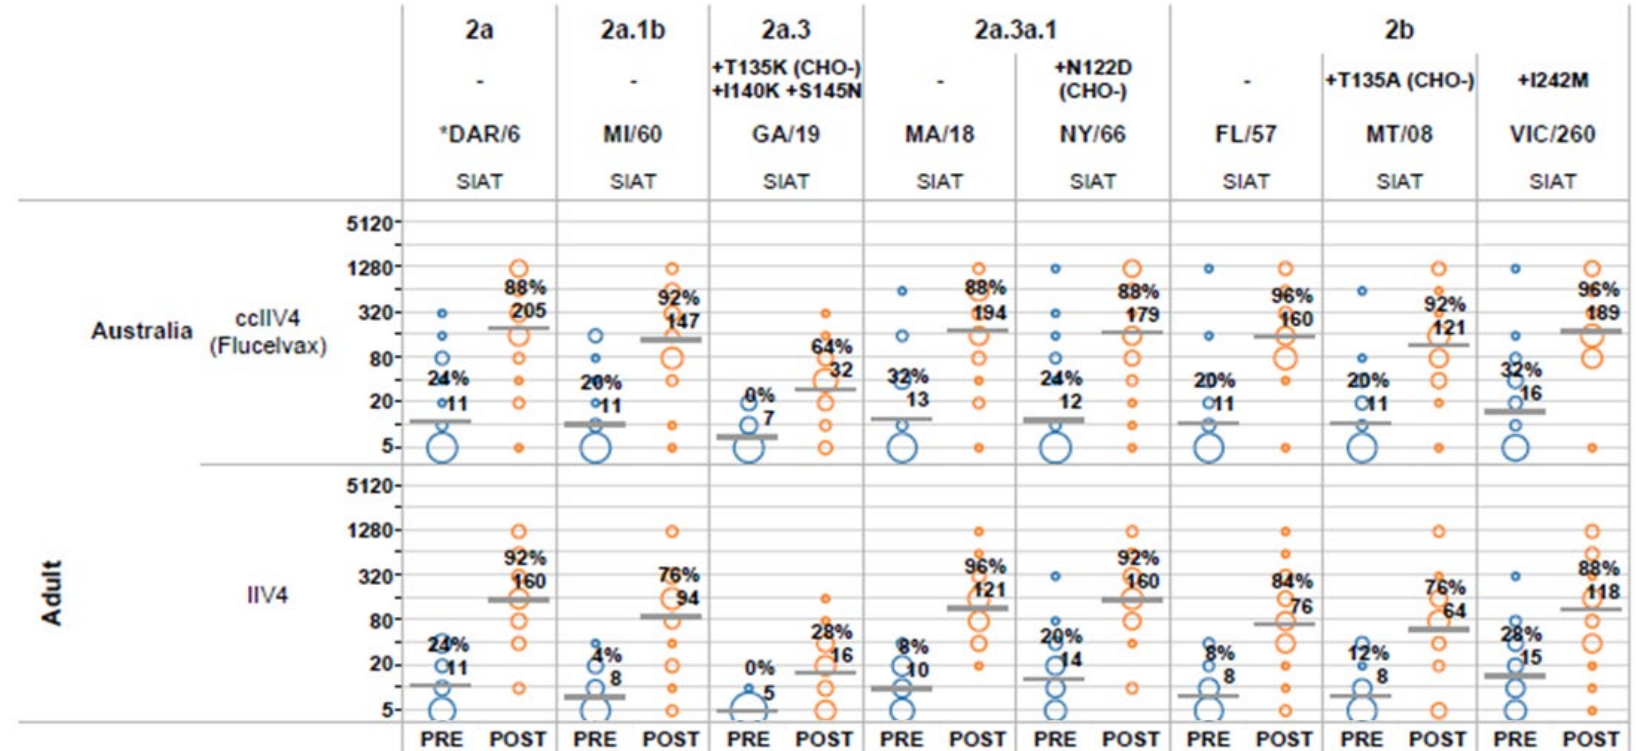 2a 2a.1b 2a.3 2a.3a.1 2b
- - +T135K (CHO-) - +N122D - +T135A (CHO-) +I242M
+I140K +S145N (CHO-)
*DAR/6 MI/60 GA/19 MA/18 NY/66 FL/57 MT/08 VIC/260
SIAT SIAT SIAT SIAT SIAT SIAT SIAT SIAT
Adult
Australia
ccIIV4
(Flucelvax)
5120
1280
320
80
20
5
24% 11 88% 205
20% 11 92% 147
0% 7 64% 32
32% 13 88% 194
24% 12 88% 179
20% 11 96% 160
20% 11 92% 121
32% 16 96% 189
IIV4
5120
1280
320
80
20
5
24% 11 92% 160
4% 8 76% 94
0% 5 28% 16
8% 10 96% 121
20% 14 92% 160
8% 8 84% 76
12% 8 76% 64
28% 15 88% 118
PRE POST PRE POST PRE POST PRE POST PRE POST PRE POST PRE POST PRE POST